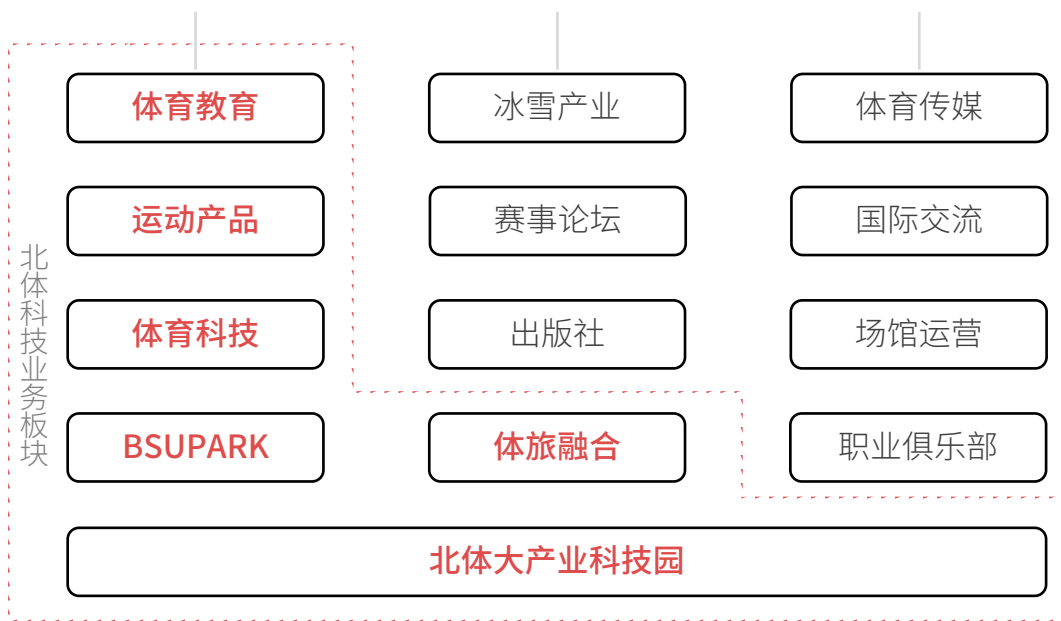 体育教育
冰雪产业
体育传媒
运动产品
赛事论坛
国际交流
北体科技业务板块
体育科技
出版社
场馆运营
BSUPARK
体旅融合
职业俱乐部
北体大产业科技园